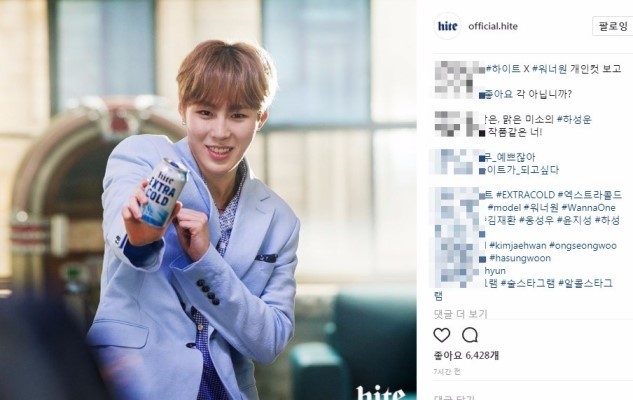 hite
EXTRA
COLD
hite
hite
official.hite
팔로잉
#하이트 X #워너원 개인컷 보고
좋아요 각 아닙니까?
맑은 미소의 #하성운
작품같은 너!
예쁘잖아
이트가_되고싶다
트 #EXTRACOLD #엑스트라콜드
#model #워너원 #WannaOne
김재환 #옹성우 #윤지성 #하성
#kimjaehwan #ongseongwoo
#hasungwoon
hyun
램 #술스타그램 #알콜스타그
램
댓글 더 보기
좋아요 6,428개
7시간 전